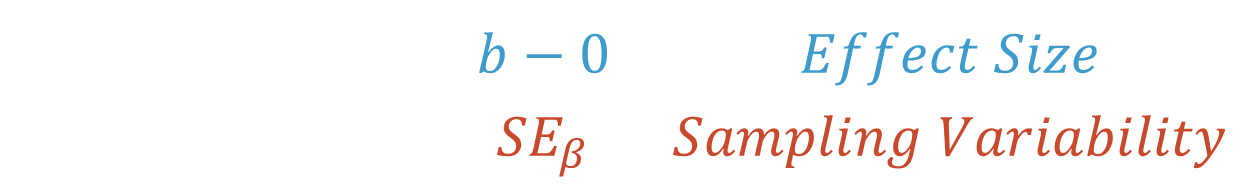 b − 0 Effect Size
SE_β Sampling Variability